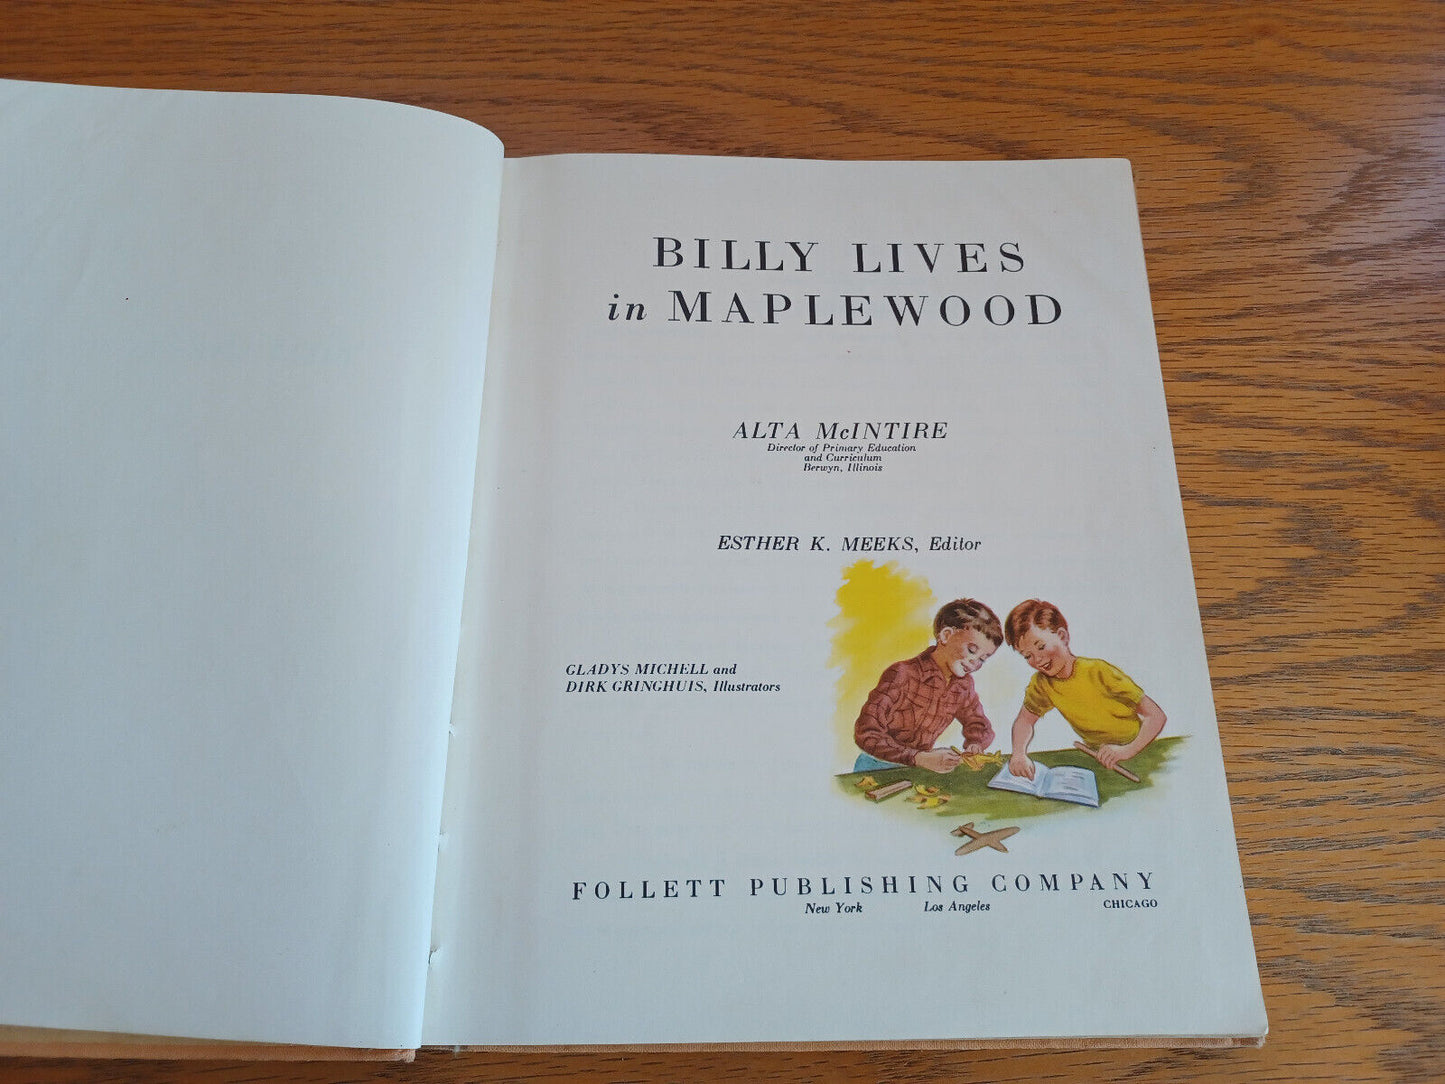 BILLY LIVES
in MAPLEWOOD
ALTA McINTIRE
Director of Primary Education
and Curriculum
Berwyn, Illinois
ESTHER K. MEEKS, Editor
GLADYS MICHELL and
DIRK GRINGHUIS, Illustrators
FOLLETT PUBLISHING COMPANY
New York Los Angeles CHICAGO